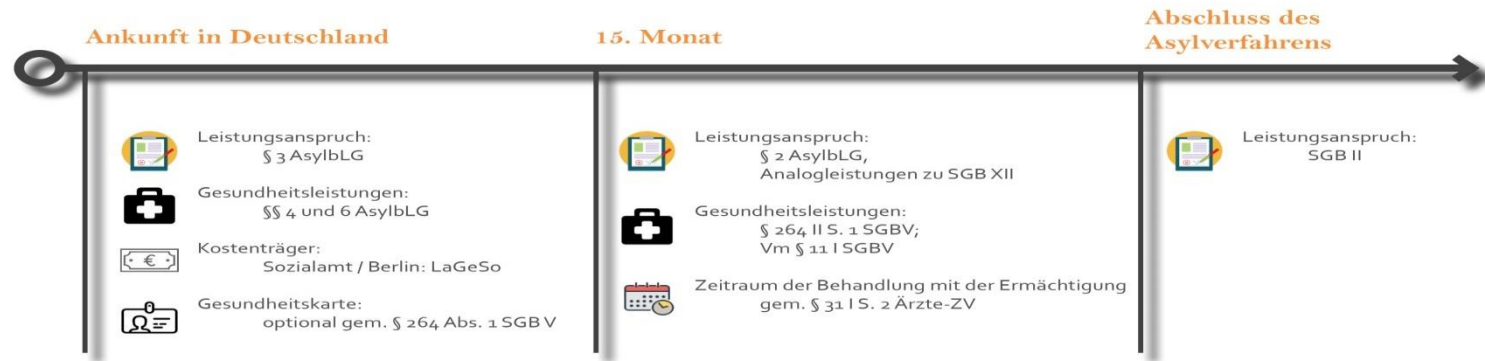 Ankunft in Deutschland
15. Monat
Abschluss des
Asylverfahrens
Leistungsanspruch:
§ 3 AsylbLG
Gesundheitsleistungen:
§§ 4 und 6 AsylbLG
Kostenträger:
Sozialamt / Berlin: LaGeSo
Gesundheitskarte:
optional gem. § 264 Abs. 1 SGB V
Leistungsanspruch:
§ 2 AsylbLG,
Analogleistungen zu SGB XII
Gesundheitsleistungen:
§ 264 II S. 1 SGBV;
Vm § 11 I SGBV
Zeitraum der Behandlung mit der Ermächtigung
gem. § 31 I S. 2 Ärzte-ZV
Leistungsanspruch:
SGB II